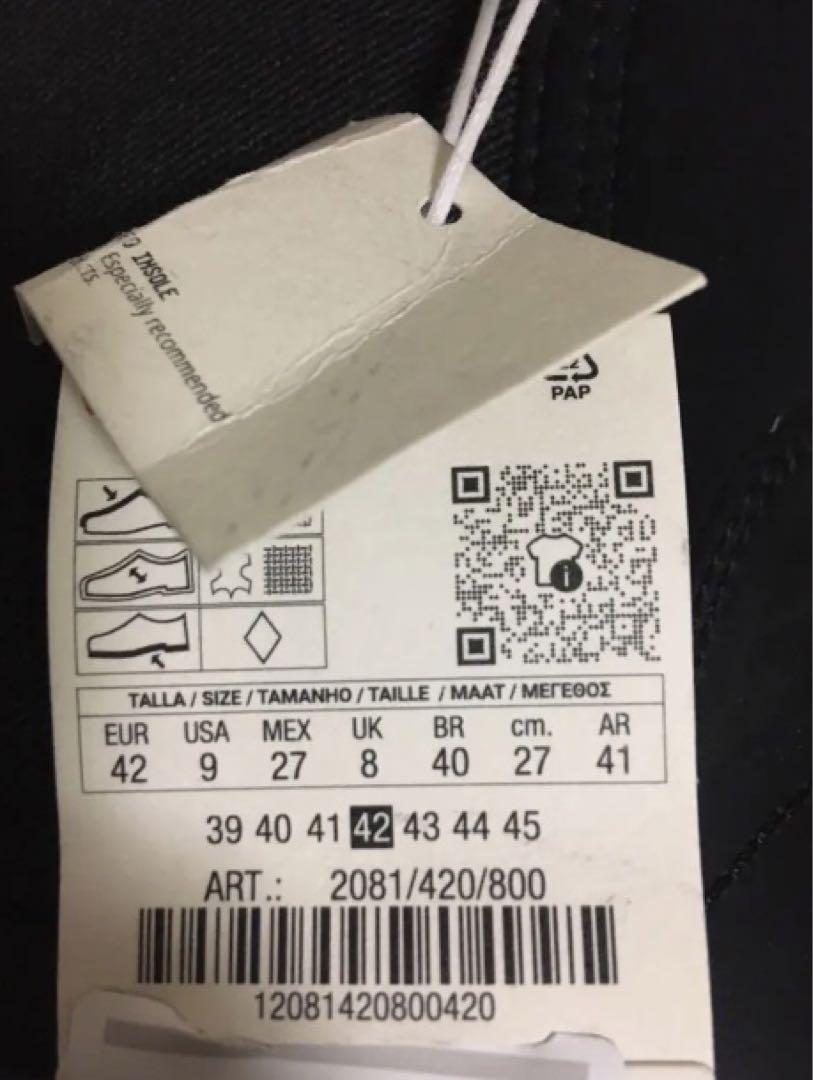 INSOLE
Especially recommended
PAP
i
TALLA / SIZE / TAMANHO / TAILLE / MAAT / ΜΕΓΕΘΟΣ
EUR USA MEX UK BR cm. AR
42 9 27 8 40 27 41
39 40 41 42 43 44 45
ART.: 2081/420/800
12081420800420